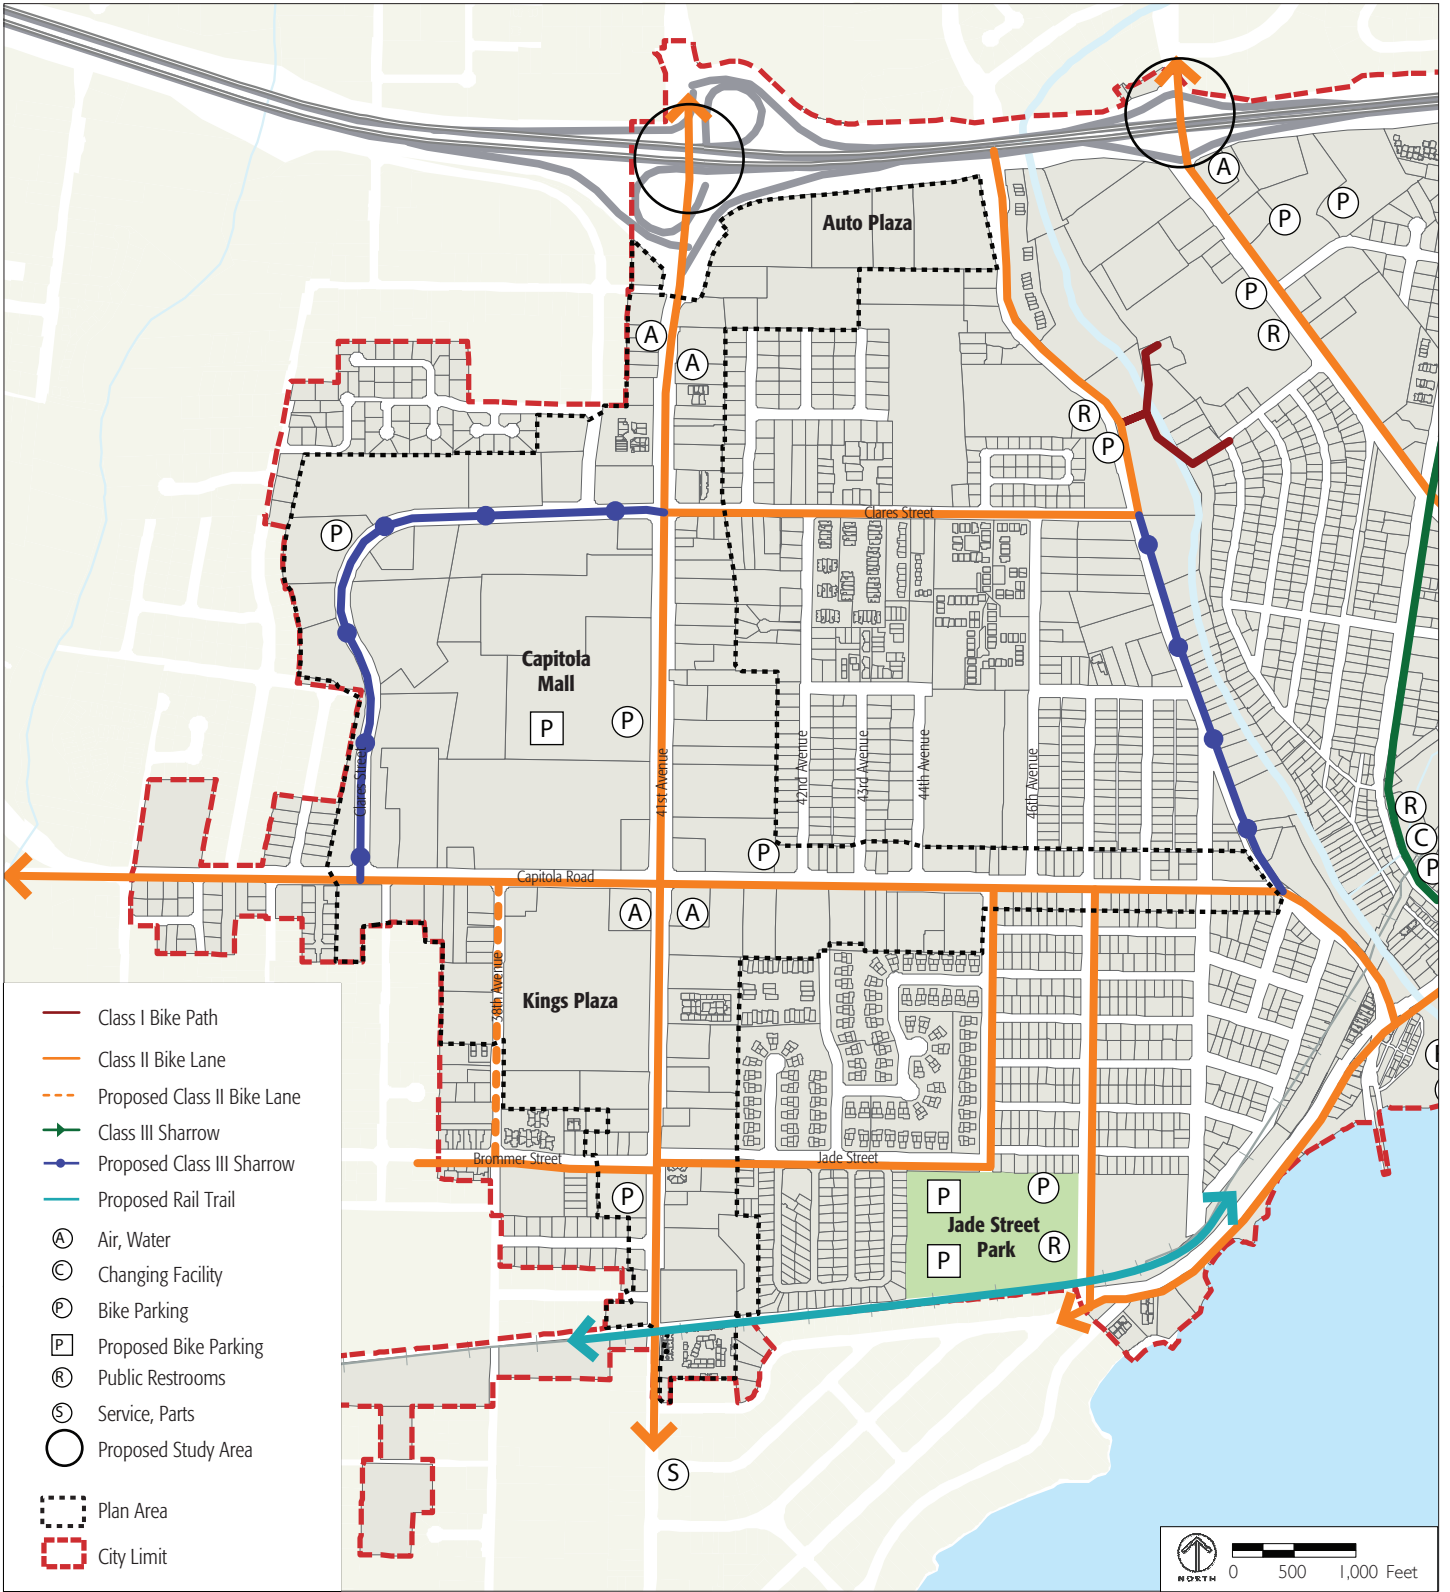 A
P
P
Auto Plaza
P
A
R
A
R
P
Clares Street
P
Capitola
Mall
P
P
41st Avenue
42nd Avenue
43rd Avenue
44th Avenue
46th Avenue
Clares Street
R
C
P
P
Capitola Road
A
A
38th Avenue
Kings Plaza
Brommer Street
Jade Street
P
P
P
Jade Street
Park
R
P
S
Class I Bike Path
Class II Bike Lane
Proposed Class II Bike Lane
Class III Sharrow
Proposed Class III Sharrow
Proposed Rail Trail
A Air, Water
C Changing Facility
P Bike Parking
P Proposed Bike Parking
R Public Restrooms
S Service, Parts
Proposed Study Area
Plan Area
City Limit
NORTH
0 500 1,000 Feet